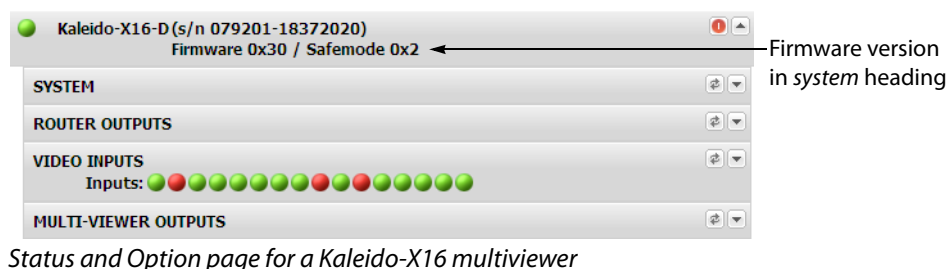 Kaleido-X16-D (s/n 079201-18372020)
Firmware 0x30 / Safemode 0x2
Firmware version
in system heading
SYSTEM
ROUTER OUTPUTS
VIDEO INPUTS
Inputs:
MULTI-VIEWER OUTPUTS
Status and Option page for a Kaleido-X16 multiviewer